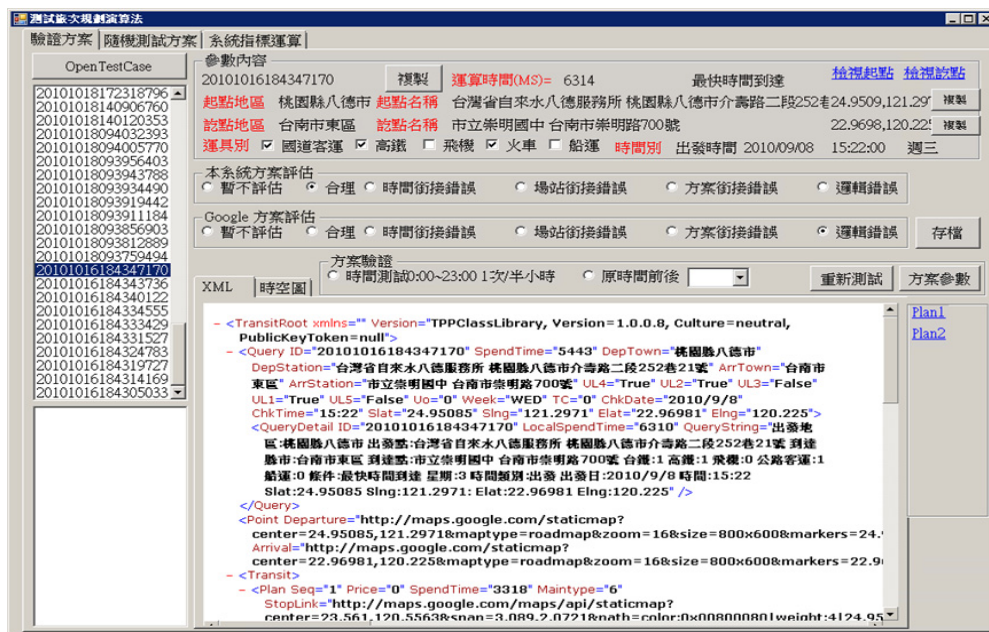 測試旅次規劃演算法
驗證方案 隨機測試方案 系統指標運算
OpenTestCase
20101018172318796
20101018140906760
20101018140120353
20101018094032393
20101018094005770
20101018093956403
20101018093943788
20101018093934490
20101018093919442
20101018093911184
20101018093856903
20101018093812889
20101018093759494
20101016184347170
20101016184343736
20101016184340122
20101016184334555
20101016184333429
20101016184331527
20101016184324783
20101016184319727
20101016184314169
20101016184305033
參數內容
20101016184347170 複製 運算時間(MS)= 6314 最快時間到達 檢視起點 檢視訖點
起點地區 桃園縣八德市 起點名稱 台灣省自來水八德服務所 桃園縣八德市介壽路二段252巷 24.9509,121.29 複製
訖點地區 台南市東區 訖點名稱 市立崇明國中 台南市崇明路700號 22.9698,120.22 複製
運具別 國道客運 高鐵 飛機 火車 船運 時間別 出發時間 2010/09/08 15:22:00 週三
本系統方案評估
暫不評估 合理 時間銜接錯誤 場站銜接錯誤 方案銜接錯誤 邏輯錯誤
Google 方案評估
暫不評估 合理 時間銜接錯誤 場站銜接錯誤 方案銜接錯誤 邏輯錯誤 存檔
方案驗證
時間測試0:00~23:00 1次/半小時 原時間前後 重新測試 方案參數
XML 時空圖
Plan1
Plan2
- <TransitRoot xmlns="" Version="TPPClassLibrary, Version=1.0.0.8, Culture=neutral,
PublicKeyToken=null">
- <Query ID="20101016184347170" SpendTime="5443" DepTown="桃園縣八德市"
DepStation="台灣省自來水八德服務所 桃園縣八德市介壽路二段252巷21號" ArrTown="台南市
東區" ArrStation="市立崇明國中 台南市崇明路700號" UL4="True" UL2="True" UL3="False"
UL1="True" UL5="False" Uo="0" Week="WED" TC="0" ChkDate="2010/9/8"
ChkTime="15:22" Slat="24.95085" Slng="121.2971" Elat="22.96981" Elng="120.225">
<QueryDetail ID="20101016184347170" LocalSpendTime="6310" QueryString="出發地
區:桃園縣八德市 出發點:台灣省自來水八德服務所 桃園縣八德市介壽路二段252巷21號 到達
縣市:台南市東區 到達點:市立崇明國中 台南市崇明路700號 台鐵:1 高鐵:1 飛機:0 公路客運:1
船運:0 條件:最快時間到達 星期:3 時間類別:出發 出發日:2010/9/8 時間:15:22
Slat:24.95085 Slng:121.2971: Elat:22.96981 Elng:120.225" />
</Query>
<Point Departure="http://maps.google.com/staticmap?
center=24.95085,121.2971&maptype=roadmap&zoom=16&size=800x600&markers=24.
Arrival="http://maps.google.com/staticmap?
center=22.96981,120.225&maptype=roadmap&zoom=16&size=800x600&markers=22.9
- <Transit>
- <Plan Seq="1" Price="0" SpendTime="3318" Maintype="6"
StopLink="http://maps.google.com/maps/api/staticmap?
center=23.561,120.5563&span=3.089,2.0721&path=color:0x00800080|weight:4|24.95